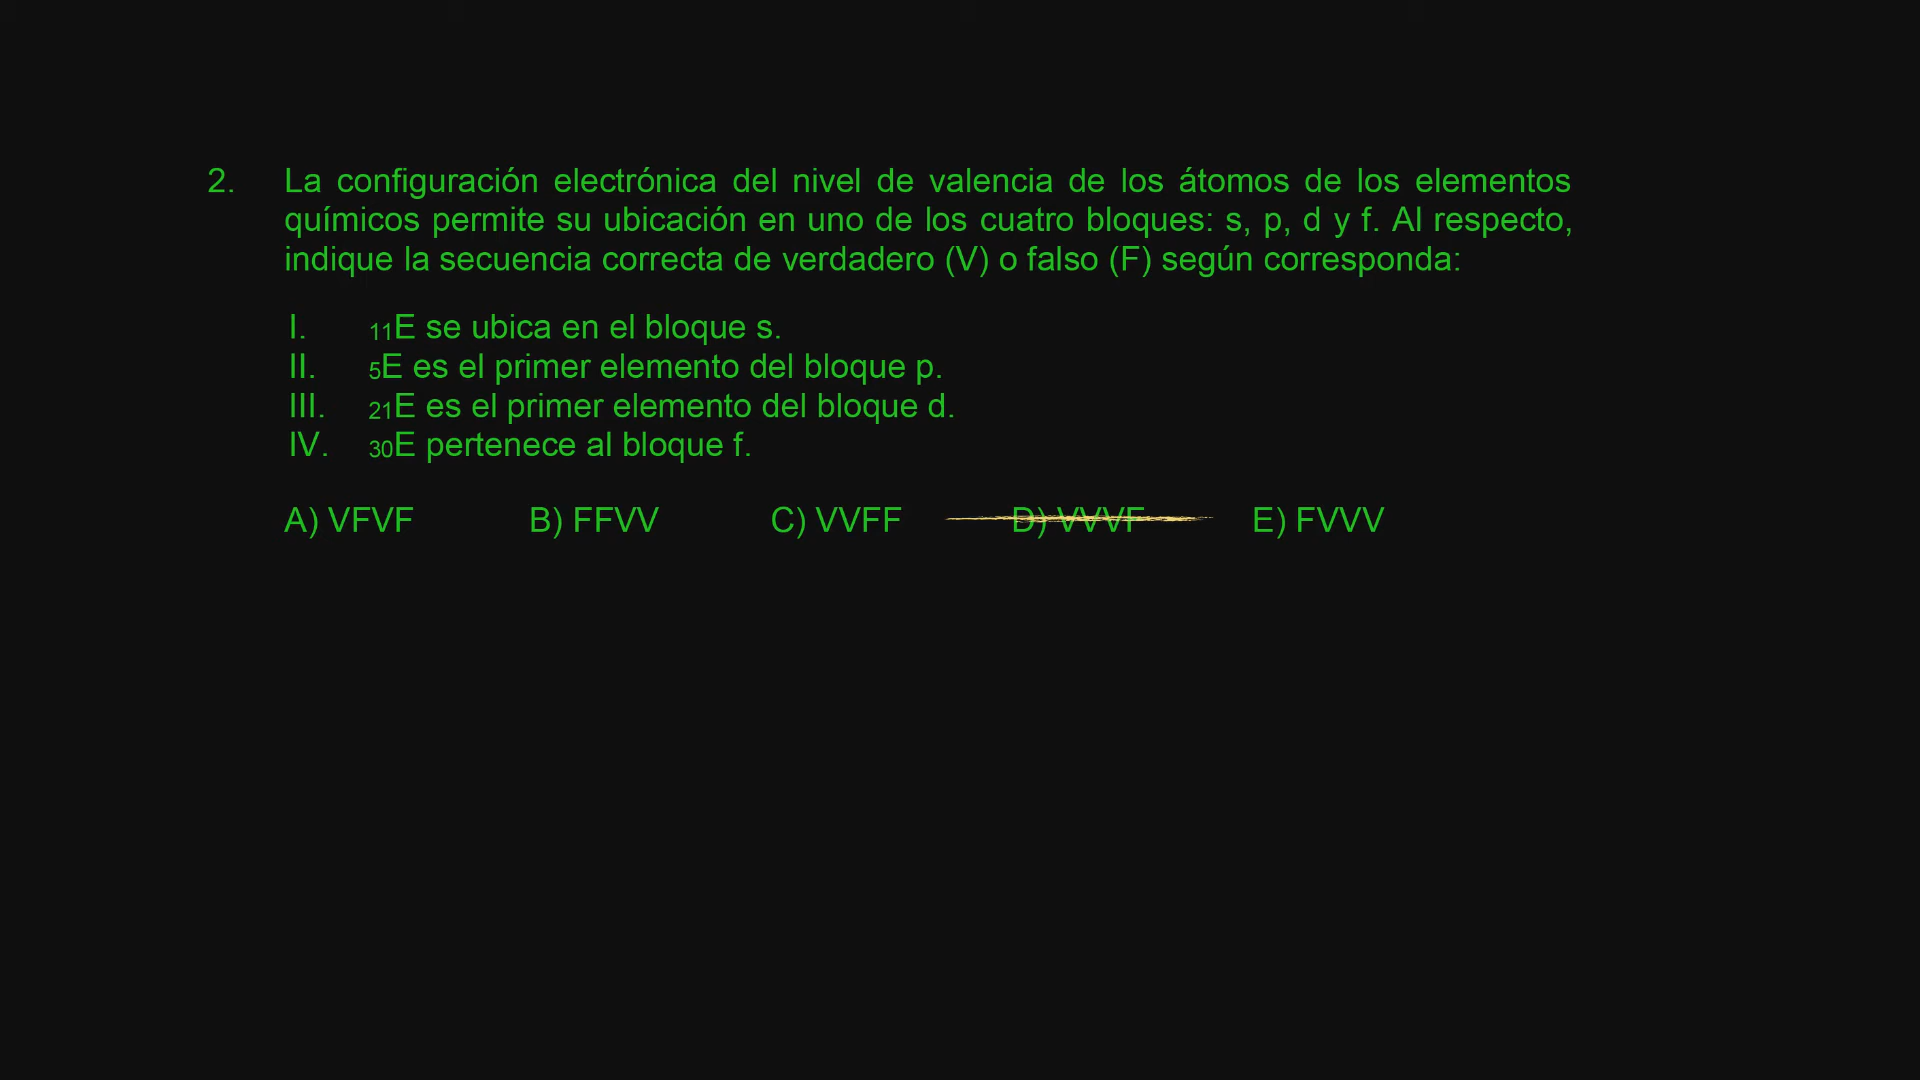 2. La configuración electrónica del nivel de valencia de los átomos de los elementos
químicos permite su ubicación en uno de los cuatro bloques: s, p, d y f. Al respecto,
indique la secuencia correcta de verdadero (V) o falso (F) según corresponda:
I. 11E se ubica en el bloque s.
II. 5E es el primer elemento del bloque p.
III. 21E es el primer elemento del bloque d.
IV. 30E pertenece al bloque f.
A) VFVF B) FFVV C) VVFF D) VVVF E) FVVV